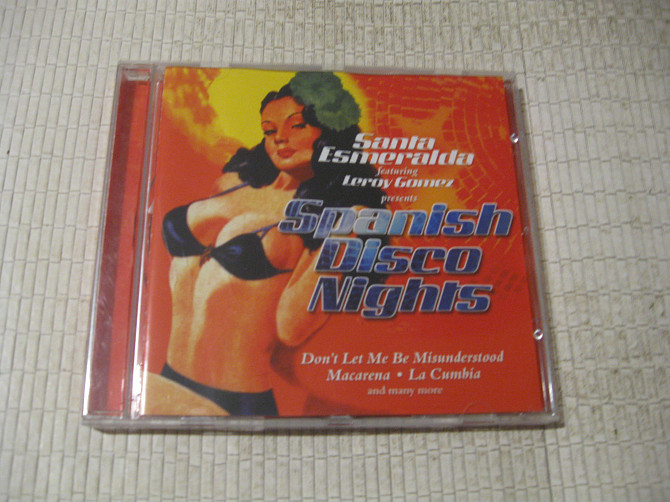 Santa
Esmeralda
featuring
Leroy Gomez
presents
Spanish
Disco
Nights
Don't Let Me Be Misunderstood
Macarena • La Cumbia
and many more